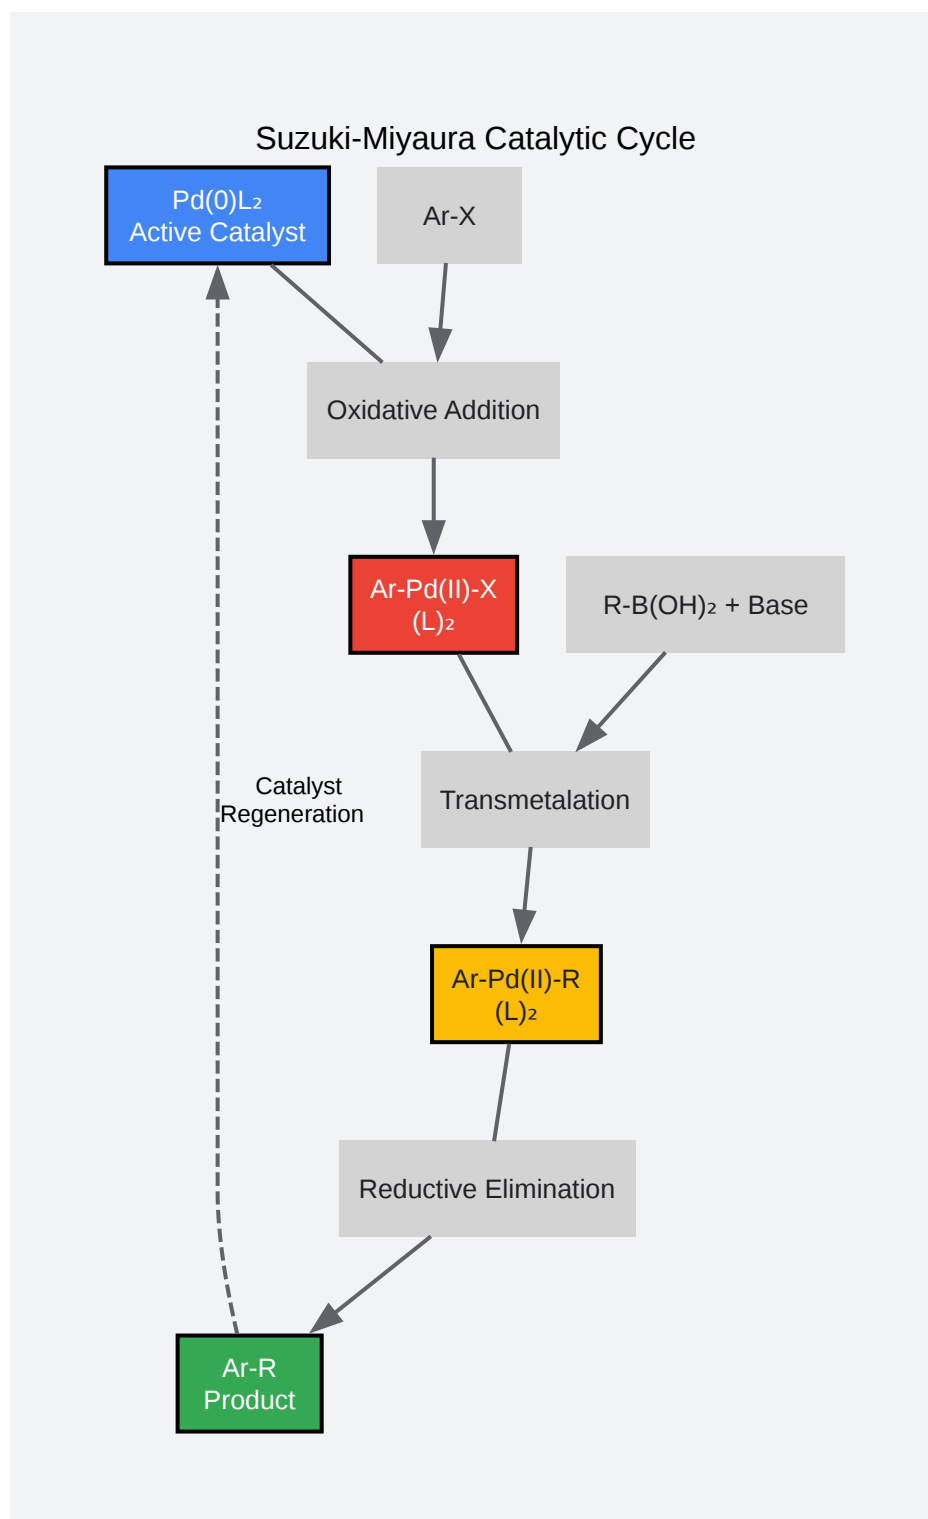 Suzuki-Miyaura Catalytic Cycle
Pd(0)L₂
Active Catalyst
Ar-X
Oxidative Addition
Ar-Pd(II)-X
(L)₂
R-B(OH)₂ + Base
Catalyst
Regeneration
Transmetalation
Ar-Pd(II)-R
(L)₂
Reductive Elimination
Ar-R
Product